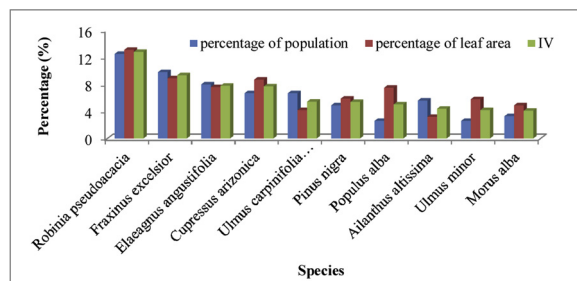 16
12
8
4
0
Percentage (%)
percentage of population
percentage of leaf area
IV
Robinia pseudoacacia
Fraxinus excelsior
Elaeagnus angustifolia
Cupressus arizonica
Ulmus carpinifolia…
Pinus nigra
Populus alba
Ailanthus altissima
Ulmus minor
Morus alba
Species